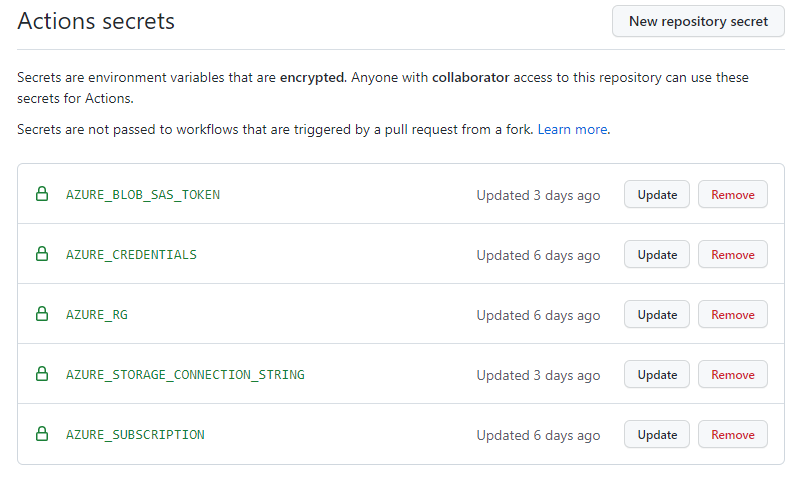 Actions secrets
New repository secret
Secrets are environment variables that are encrypted. Anyone with collaborator access to this repository can use these
secrets for Actions.
Secrets are not passed to workflows that are triggered by a pull request from a fork. Learn more.
AZURE_BLOB_SAS_TOKEN Updated 3 days ago Update Remove
AZURE_CREDENTIALS Updated 6 days ago Update Remove
AZURE_RG Updated 6 days ago Update Remove
AZURE_STORAGE_CONNECTION_STRING Updated 3 days ago Update Remove
AZURE_SUBSCRIPTION Updated 6 days ago Update Remove